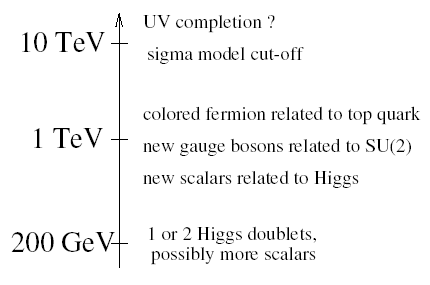 UV completion ?
10 TeV
sigma model cut-off
colored fermion related to top quark
1 TeV
new gauge bosons related to SU(2)
new scalars related to Higgs
200 GeV
1 or 2 Higgs doublets,
possibly more scalars